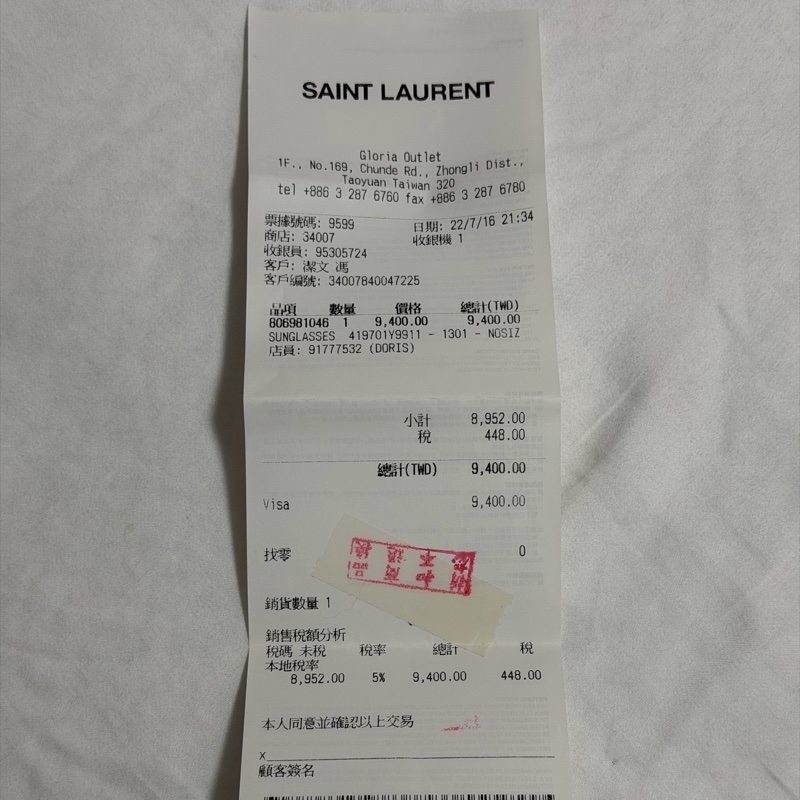 SAINT LAURENT
Gloria Outlet
1F., No.169, Chunde Rd., Zhongli Dist.,
Taoyuan Taiwan 320
tel +886 3 287 6760 fax +886 3 287 6780
票據號碼: 9599 日期: 22/7/16 21:34
商店: 34007 收銀機 1
收銀員: 95305724
客戶: 潔文 馮
客戶編號: 34007840047225
品項 數量 價格 總計(TWD)
806981046 1 9,400.00 9,400.00
SUNGLASSES 419701Y9911 - 1301 - NOSIZ
店員: 91777532 (DORIS)
小計 8,952.00
稅 448.00
總計(TWD) 9,400.00
Visa 9,400.00
找零 0
銷貨數量 1
銷售稅額分析
稅碼 未稅 稅率 總計 稅
本地稅率
8,952.00 5% 9,400.00 448.00
本人同意並確認以上交易
X
顧客簽名